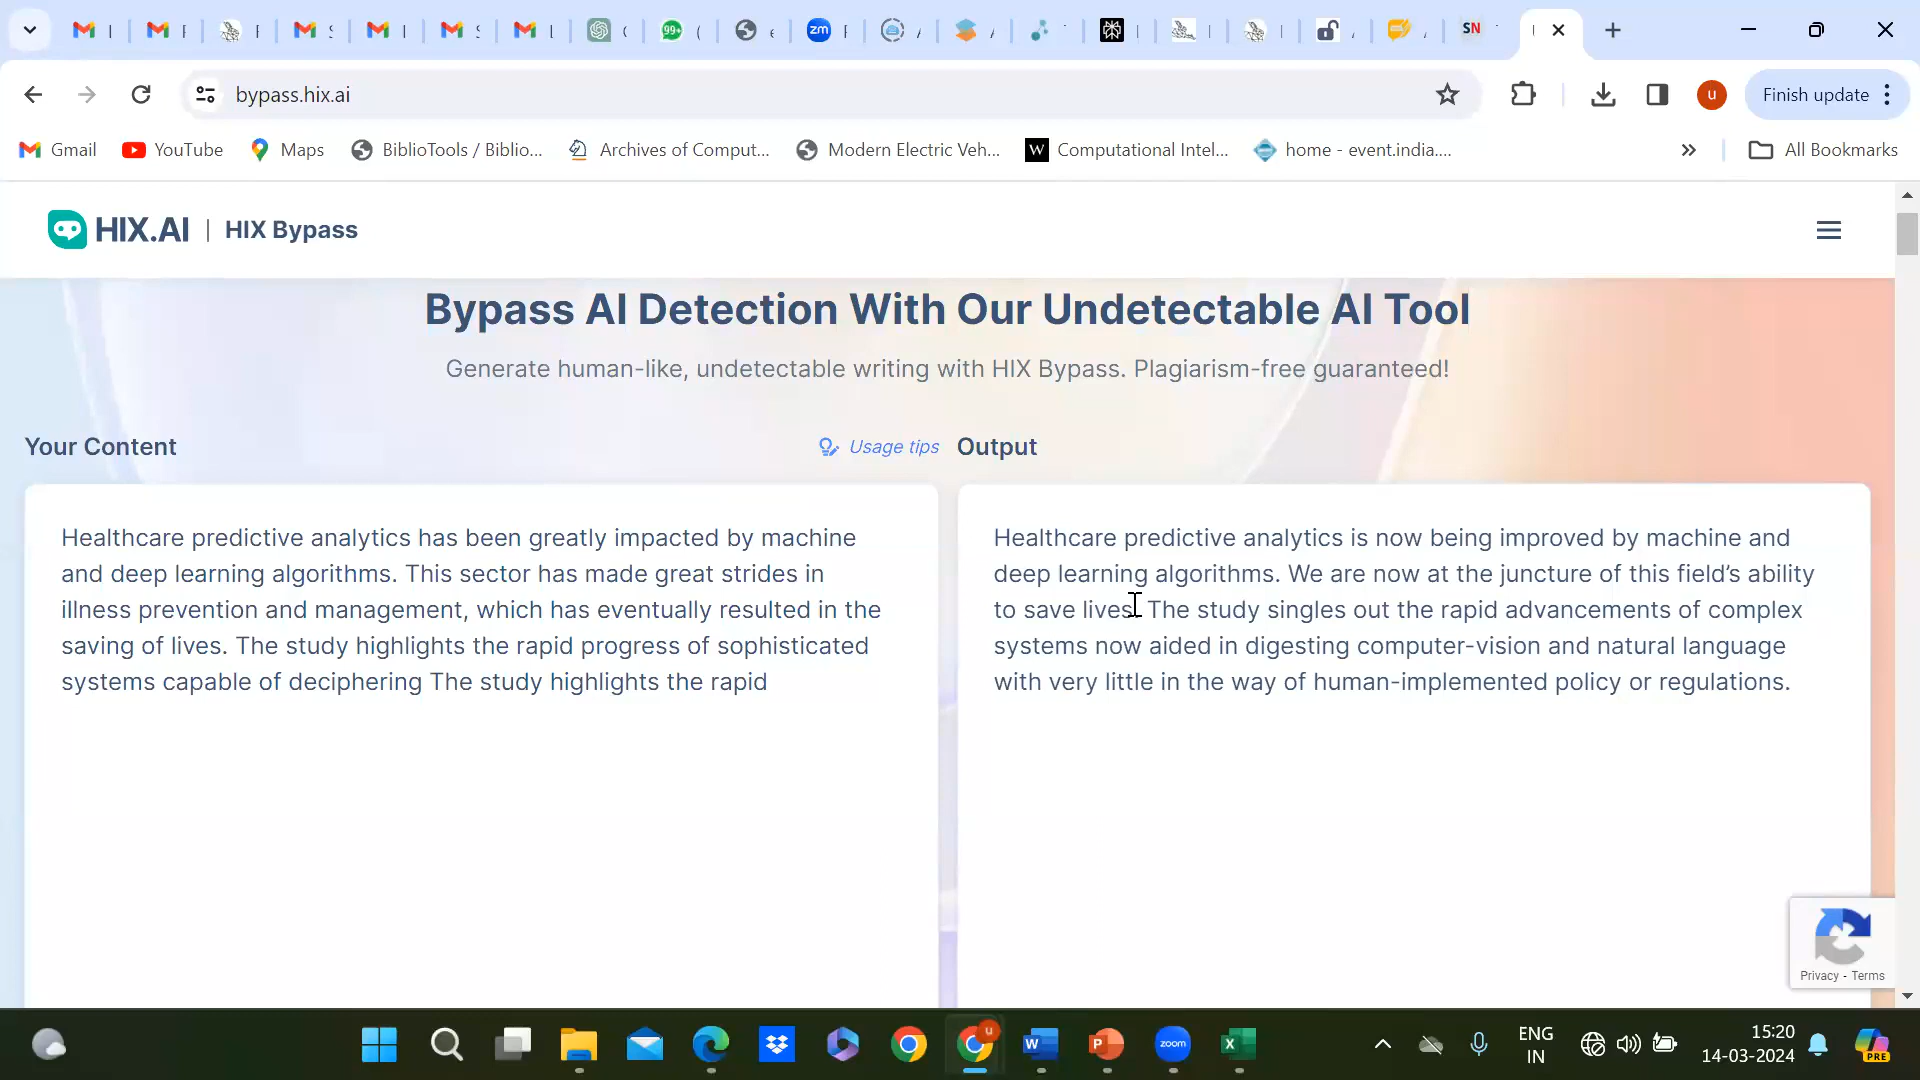 zm
99+
SN
u
bypass.hix.ai
Finish update
Gmail
YouTube
Maps
BiblioTools / Biblio...
Archives of Comput...
Modern Electric Veh...
W
Computational Intel...
home - event.india....
All Bookmarks
HIX.AI | HIX Bypass
Bypass AI Detection With Our Undetectable AI Tool
Generate human-like, undetectable writing with HIX Bypass. Plagiarism-free guaranteed!
Your Content
Usage tips
Output
Healthcare predictive analytics has been greatly impacted by machine
and deep learning algorithms. This sector has made great strides in
illness prevention and management, which has eventually resulted in the
saving of lives. The study highlights the rapid progress of sophisticated
systems capable of deciphering The study highlights the rapid
Healthcare predictive analytics is now being improved by machine and
deep learning algorithms. We are now at the juncture of this field's ability
to save lives. The study singles out the rapid advancements of complex
systems now aided in digesting computer-vision and natural language
with very little in the way of human-implemented policy or regulations.
Privacy - Terms
u
W
P
zoom
X
ENG
IN
15:20
14-03-2024
PRE